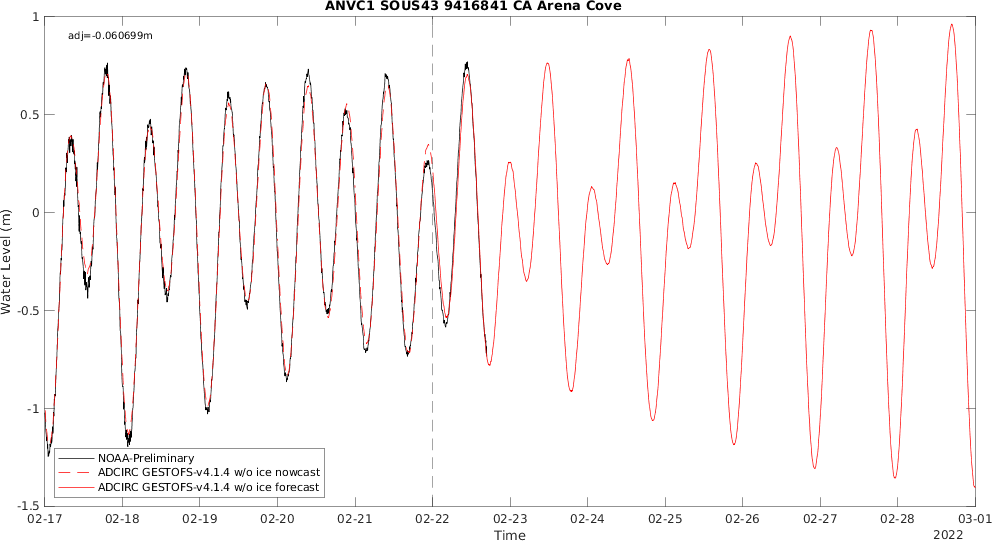 ANVC1 SOUS43 9416841 CA Arena Cove
adj=-0.060699m
Water Level (m)
1
0.5
0
-0.5
-1
-1.5
NOAA-Preliminary
ADCIRC GESTOFS-v4.1.4 w/o ice nowcast
ADCIRC GESTOFS-v4.1.4 w/o ice forecast
02-17 02-18 02-19 02-20 02-21 02-22 02-23 02-24 02-25 02-26 02-27 02-28 03-01
Time
2022